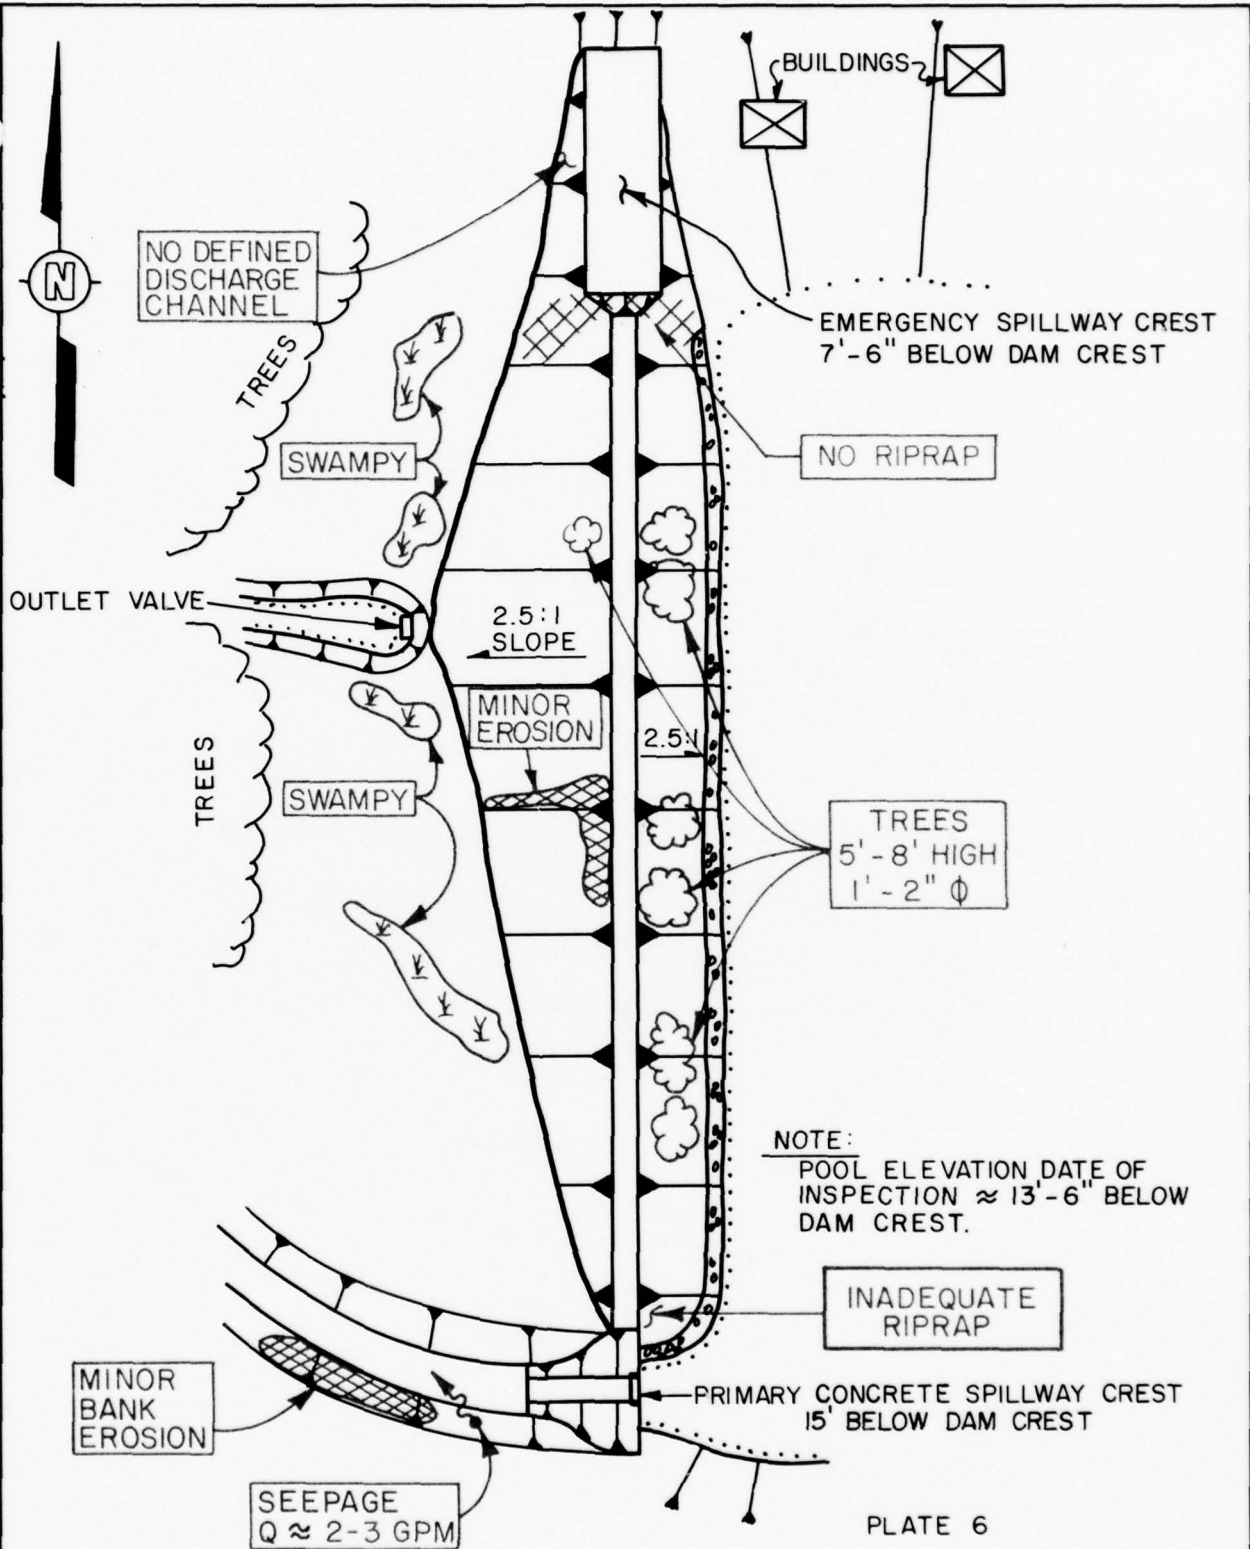 BUILDINGS
N
NO DEFINED
DISCHARGE
CHANNEL
EMERGENCY SPILLWAY CREST
7'-6" BELOW DAM CREST
TREES
SWAMPY
NO RIPRAP
OUTLET VALVE
2.5:1
SLOPE
MINOR
EROSION
2.5:1
TREES
SWAMPY
TREES
5'-8' HIGH
1'-2" ϕ
NOTE:
POOL ELEVATION DATE OF
INSPECTION ≈ 13'-6" BELOW
DAM CREST.
INADEQUATE
RIPRAP
MINOR
BANK
EROSION
PRIMARY CONCRETE SPILLWAY CREST
15' BELOW DAM CREST
SEEPAGE
Q ≈ 2-3 GPM
PLATE 6